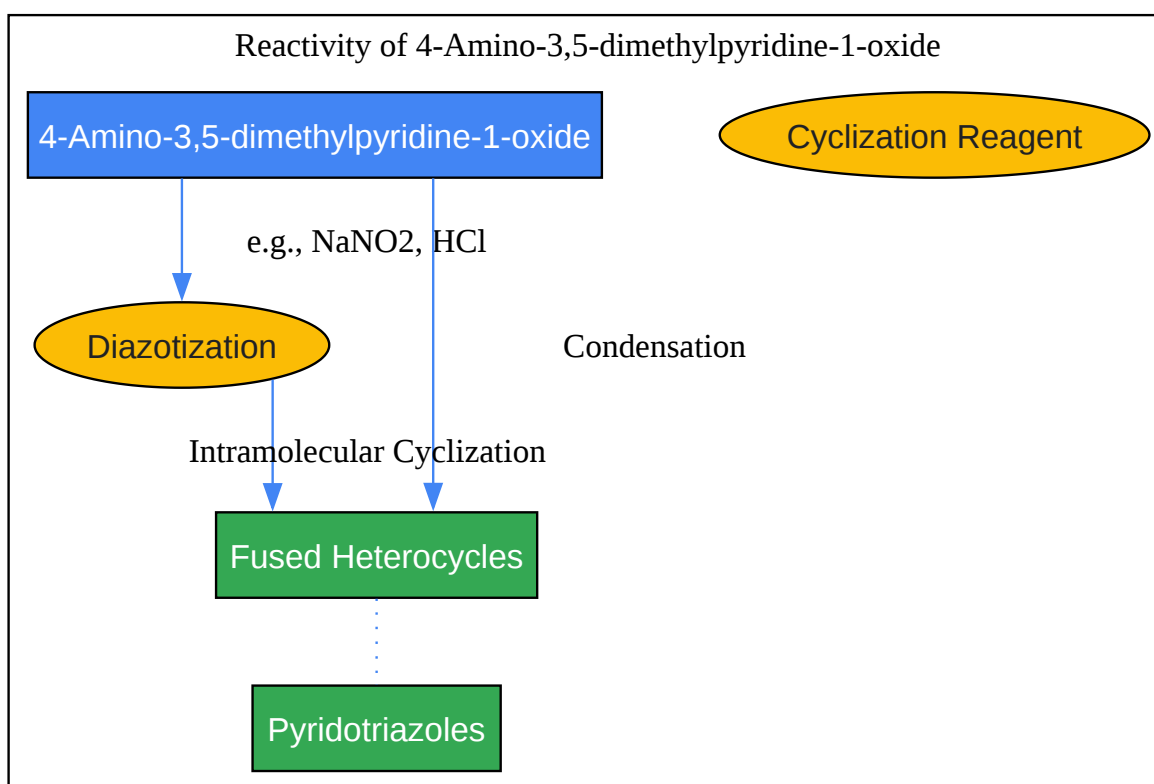 Reactivity of 4-Amino-3,5-dimethylpyridine-1-oxide
4-Amino-3,5-dimethylpyridine-1-oxide
Cyclization Reagent
e.g., NaNO2, HCl
Diazotization
Condensation
Intramolecular Cyclization
Fused Heterocycles
Pyridotriazoles